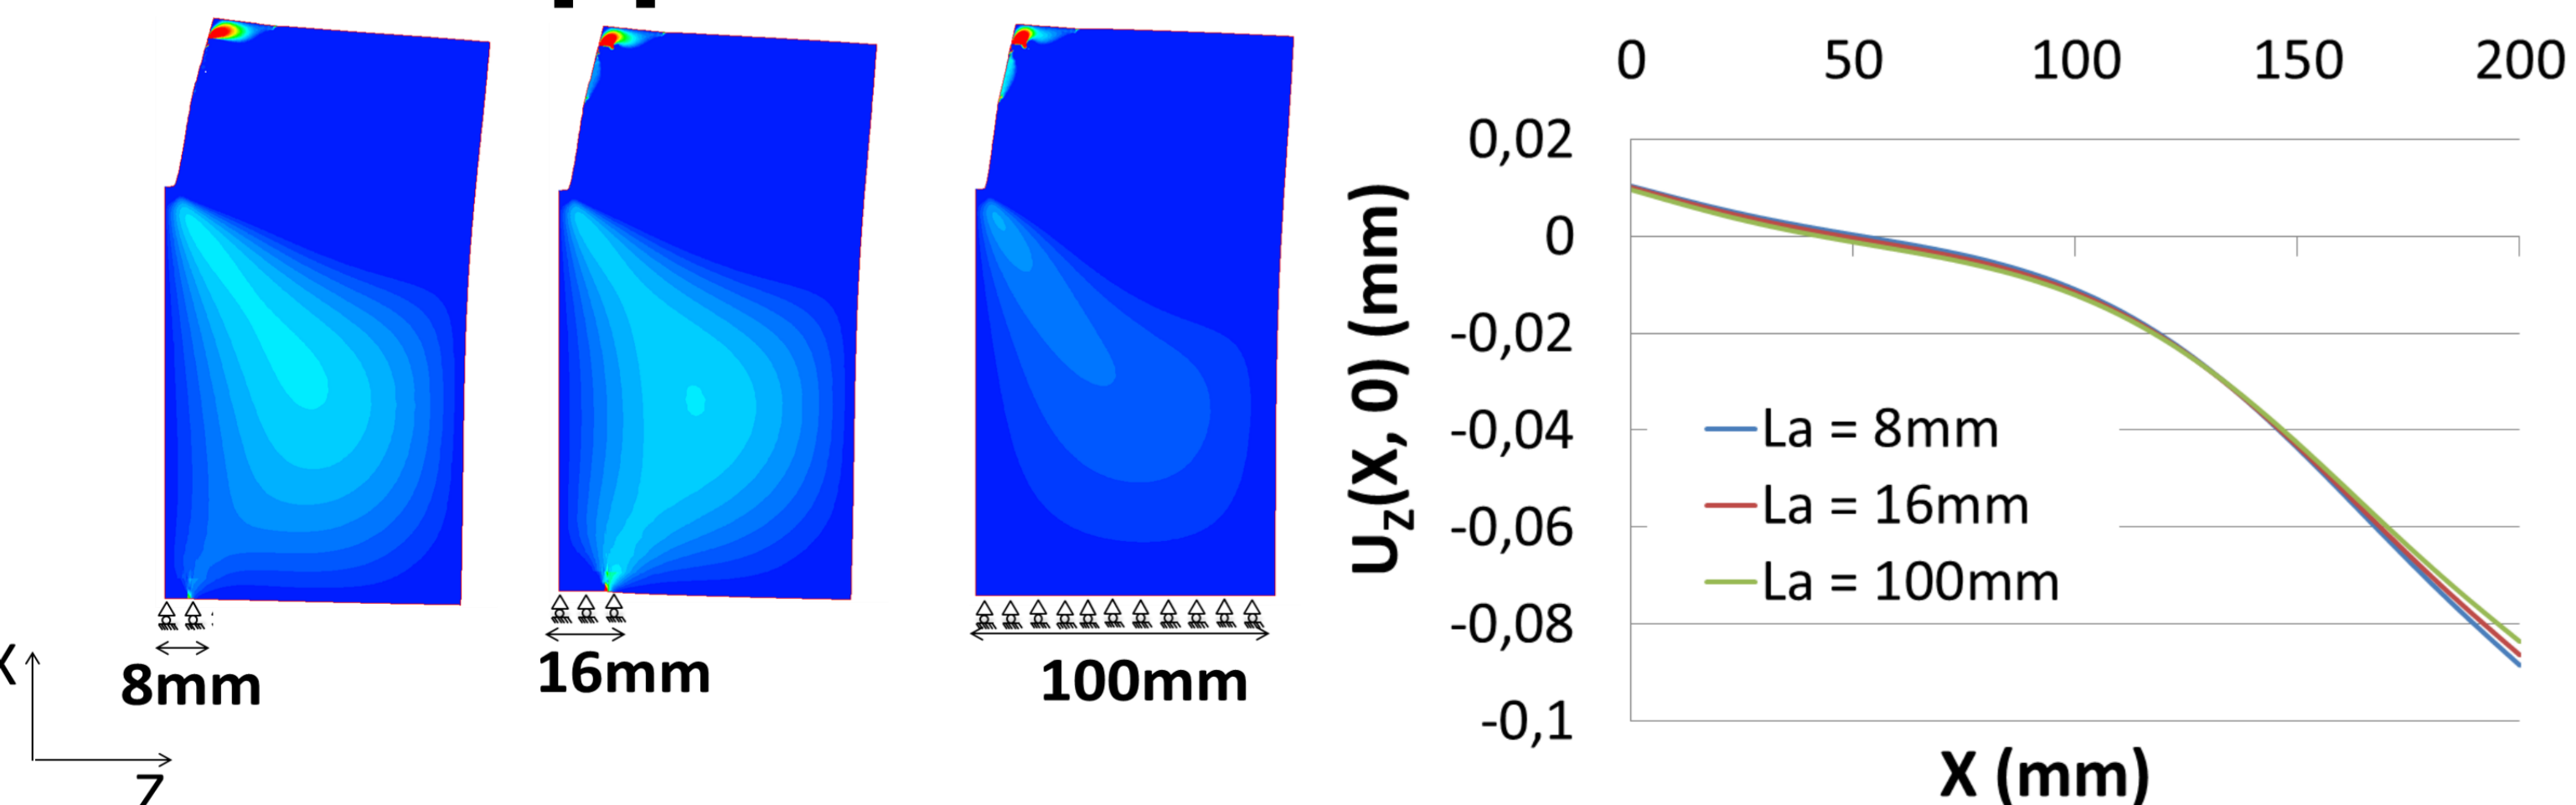 8mm
16mm
100mm
X
Z
0 50 100 150 200
0,02
0
-0,02
-0,04
-0,06
-0,08
-0,1
Uz(X, 0) (mm)
La = 8mm
La = 16mm
La = 100mm
X (mm)